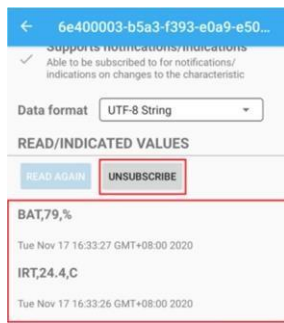 6e400003-b5a3-f393-e0a9-e50...
Supports notifications/indications
Able to be subscribed to for notifications/
indications on changes to the characteristic
Data format UTF-8 String
READ/INDICATED VALUES
READ AGAIN UNSUBSCRIBE
BAT,79,%
Tue Nov 17 16:33:27 GMT+08:00 2020
IRT,24.4,C
Tue Nov 17 16:33:26 GMT+08:00 2020